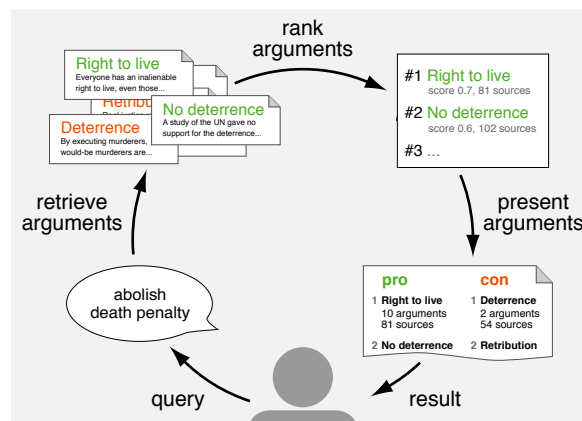 rank
arguments
Right to live
Everyone has an inalienable
right to live, even those...
Retribu
No deterrence
A study of the UN gave no
support for the deterrence...
Deterrence
By executing murderers,
would-be murderers are...
#1 Right to live
score 0.7, 81 sources
#2 No deterrence
score 0.6, 102 sources
#3 ...
retrieve
arguments
present
arguments
abolish
death penalty
pro con
1 Right to live 1 Deterrence
10 arguments 2 arguments
81 sources 54 sources
2 No deterrence 2 Retribution
query
result